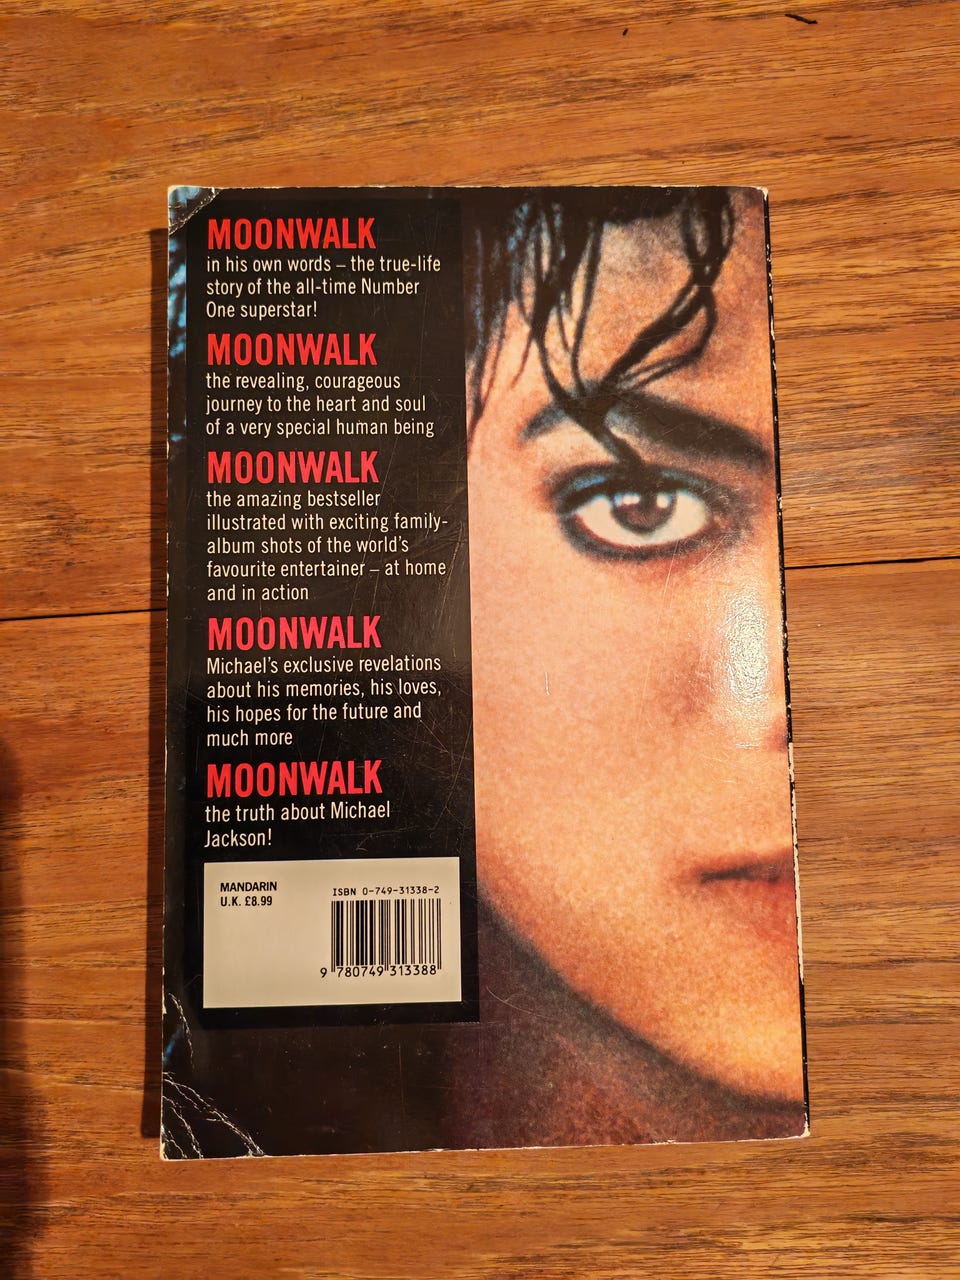 MOONWALK
in his own words – the true-life
story of the all-time Number
One superstar!
MOONWALK
the revealing, courageous
journey to the heart and soul
of a very special human being
MOONWALK
the amazing bestseller
illustrated with exciting family-
album shots of the world's
favourite entertainer – at home
and in action
MOONWALK
Michael's exclusive revelations
about his memories, his loves,
his hopes for the future and
much more
MOONWALK
the truth about Michael
Jackson!
MANDARIN
U.K. £8.99
ISBN 0-749-31338-2
9 780749 313388